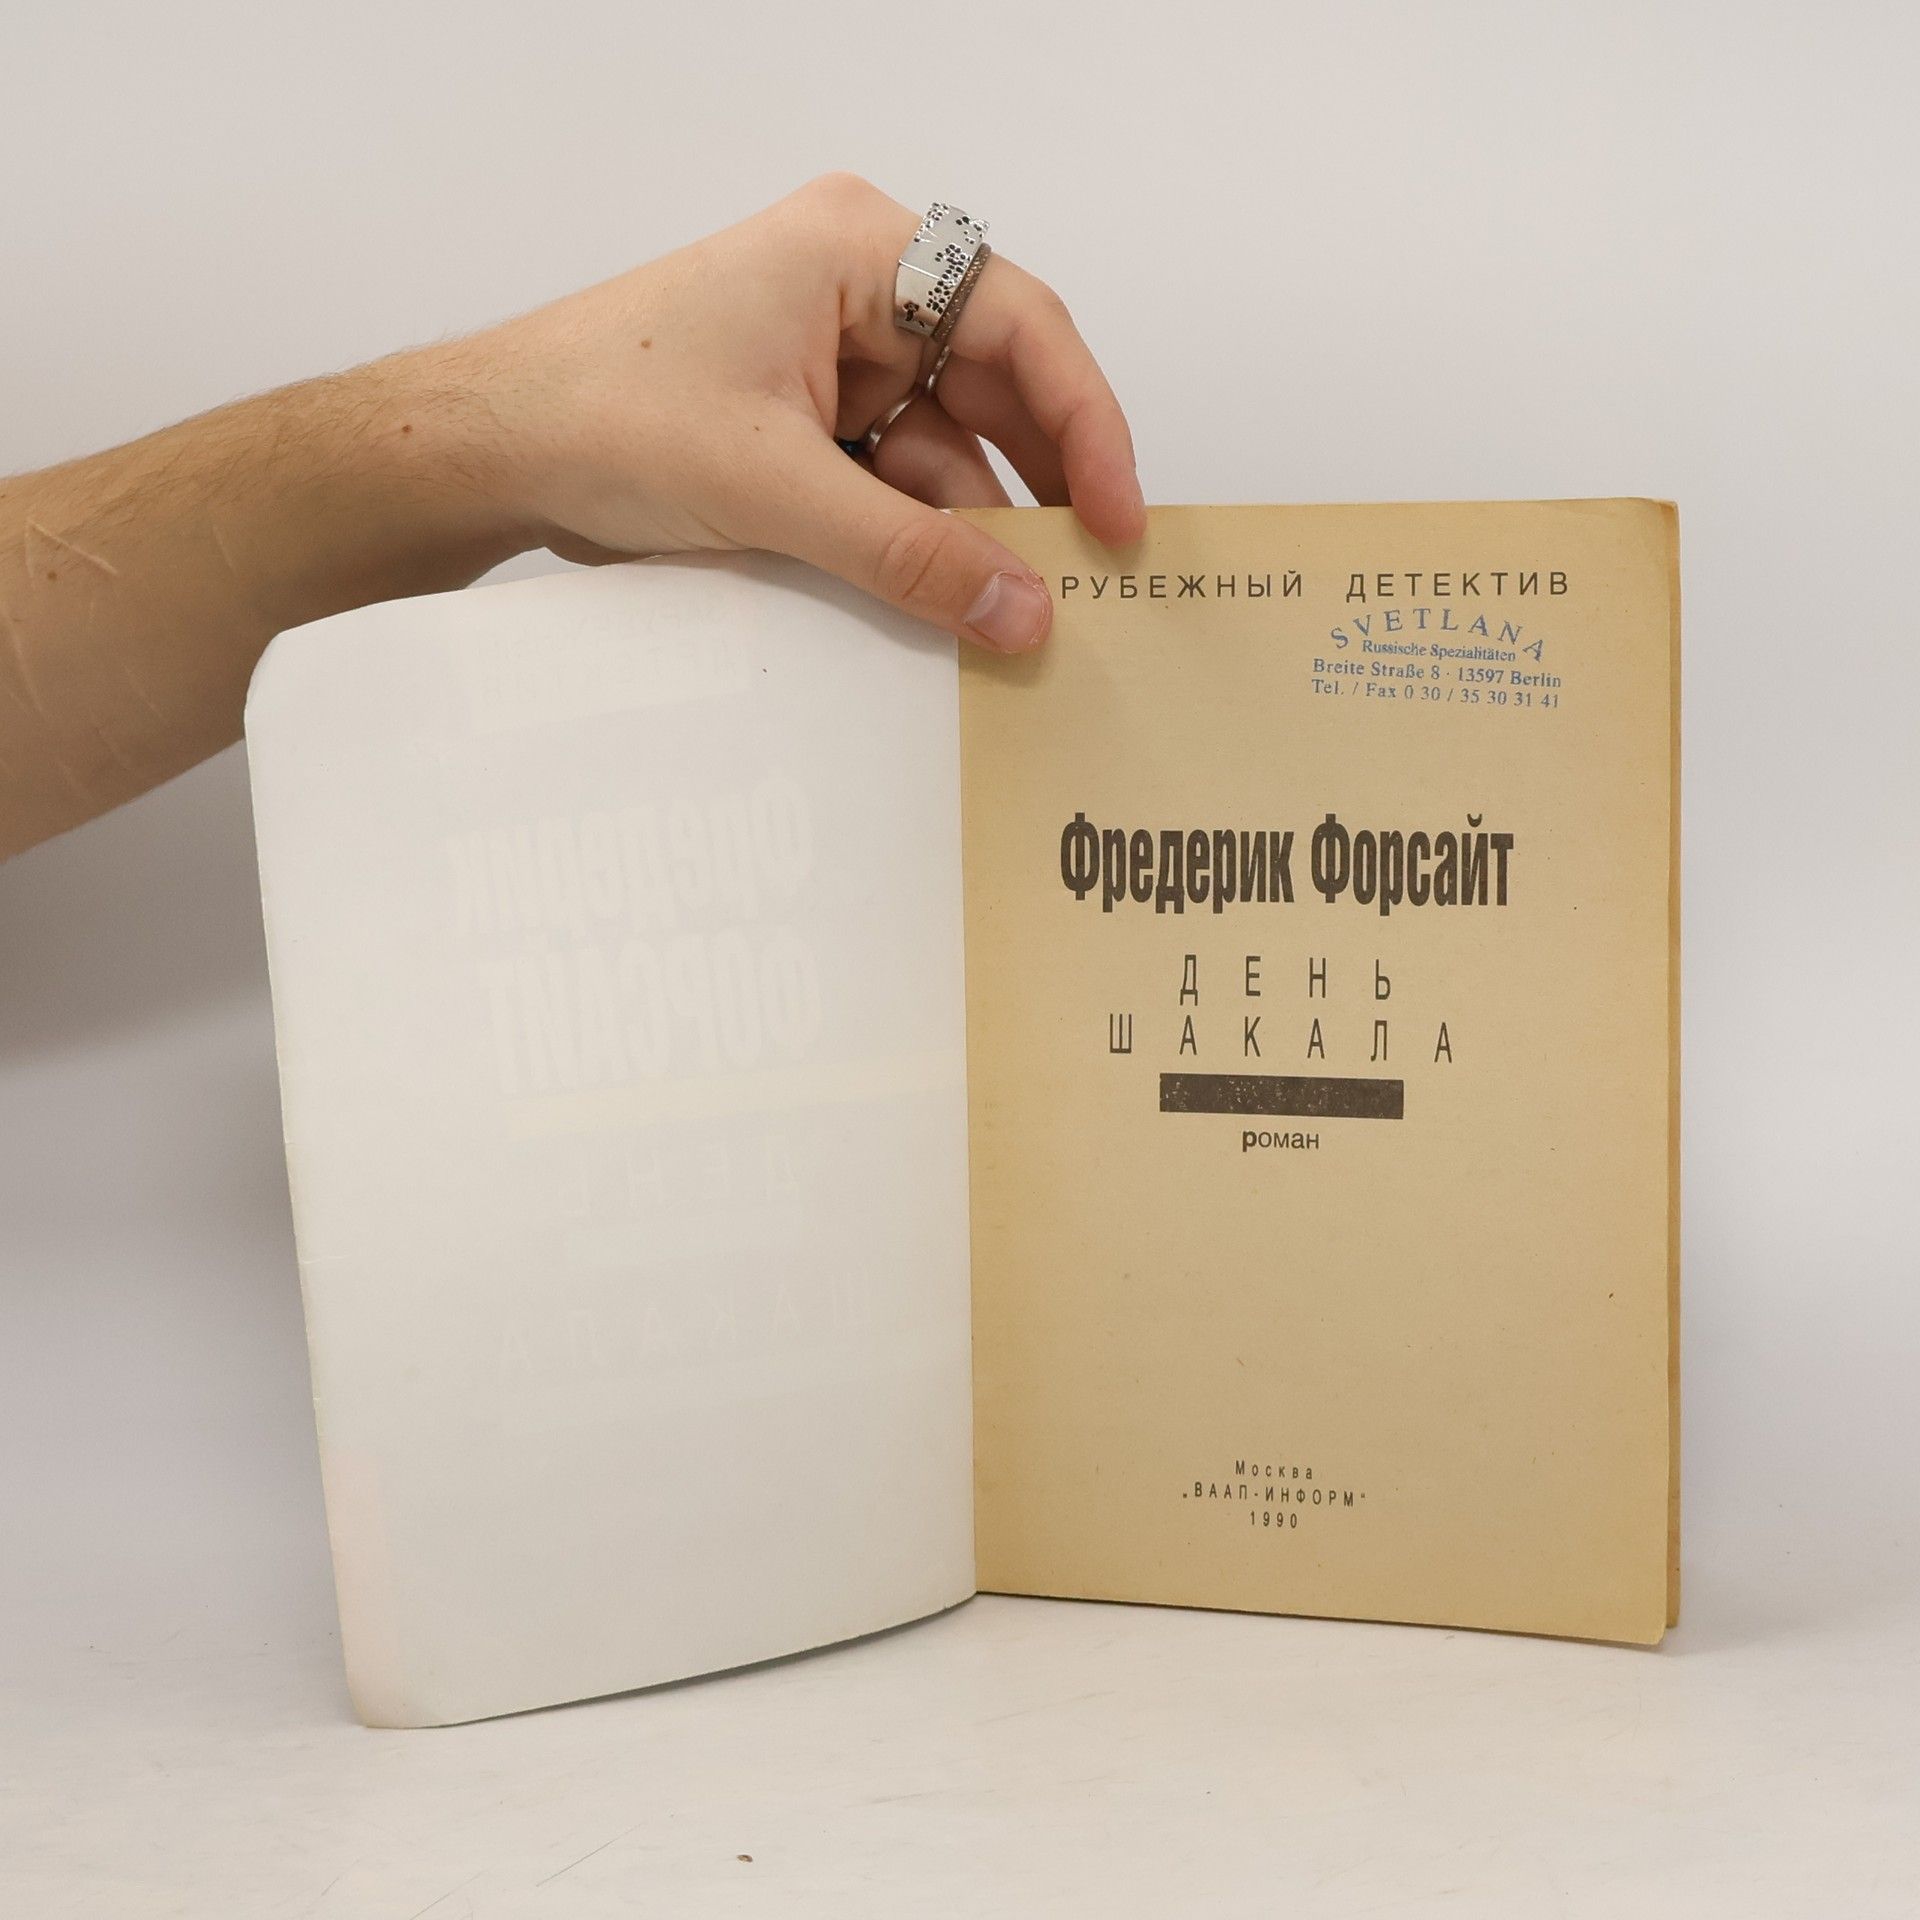 РУБЕЖНЫЙ ДЕТЕКТИВ
SVETLANA
Russische Spezialitäten
Breite Straße 8 · 13597 Berlin
Tel. / Fax 0 30 / 35 30 31 41
Фредерик Форсайт
ДЕНЬ
ШАКАЛА
роман
Москва
„ВААП-ИНФОРМ“
1990